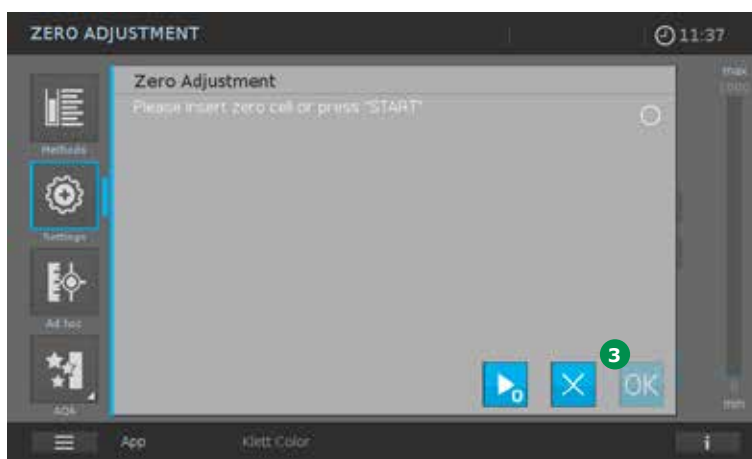 ZERO ADJUSTMENT
11:37
Zero Adjustment
Please insert zero cell or press "START"
max
Methods
Settings
Ad hoc
AQA
0
3
OK
min
App
Klett Color
i